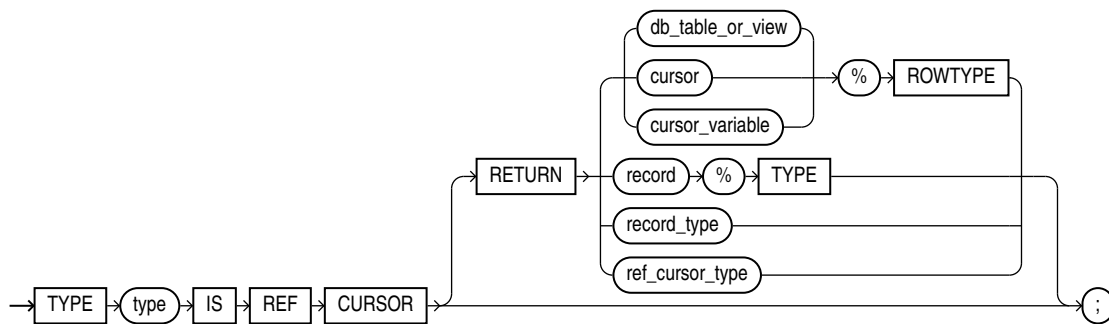 db_table_or_view
cursor % ROWTYPE
cursor_variable
RETURN record % TYPE
record_type
ref_cursor_type
TYPE type IS REF CURSOR ;